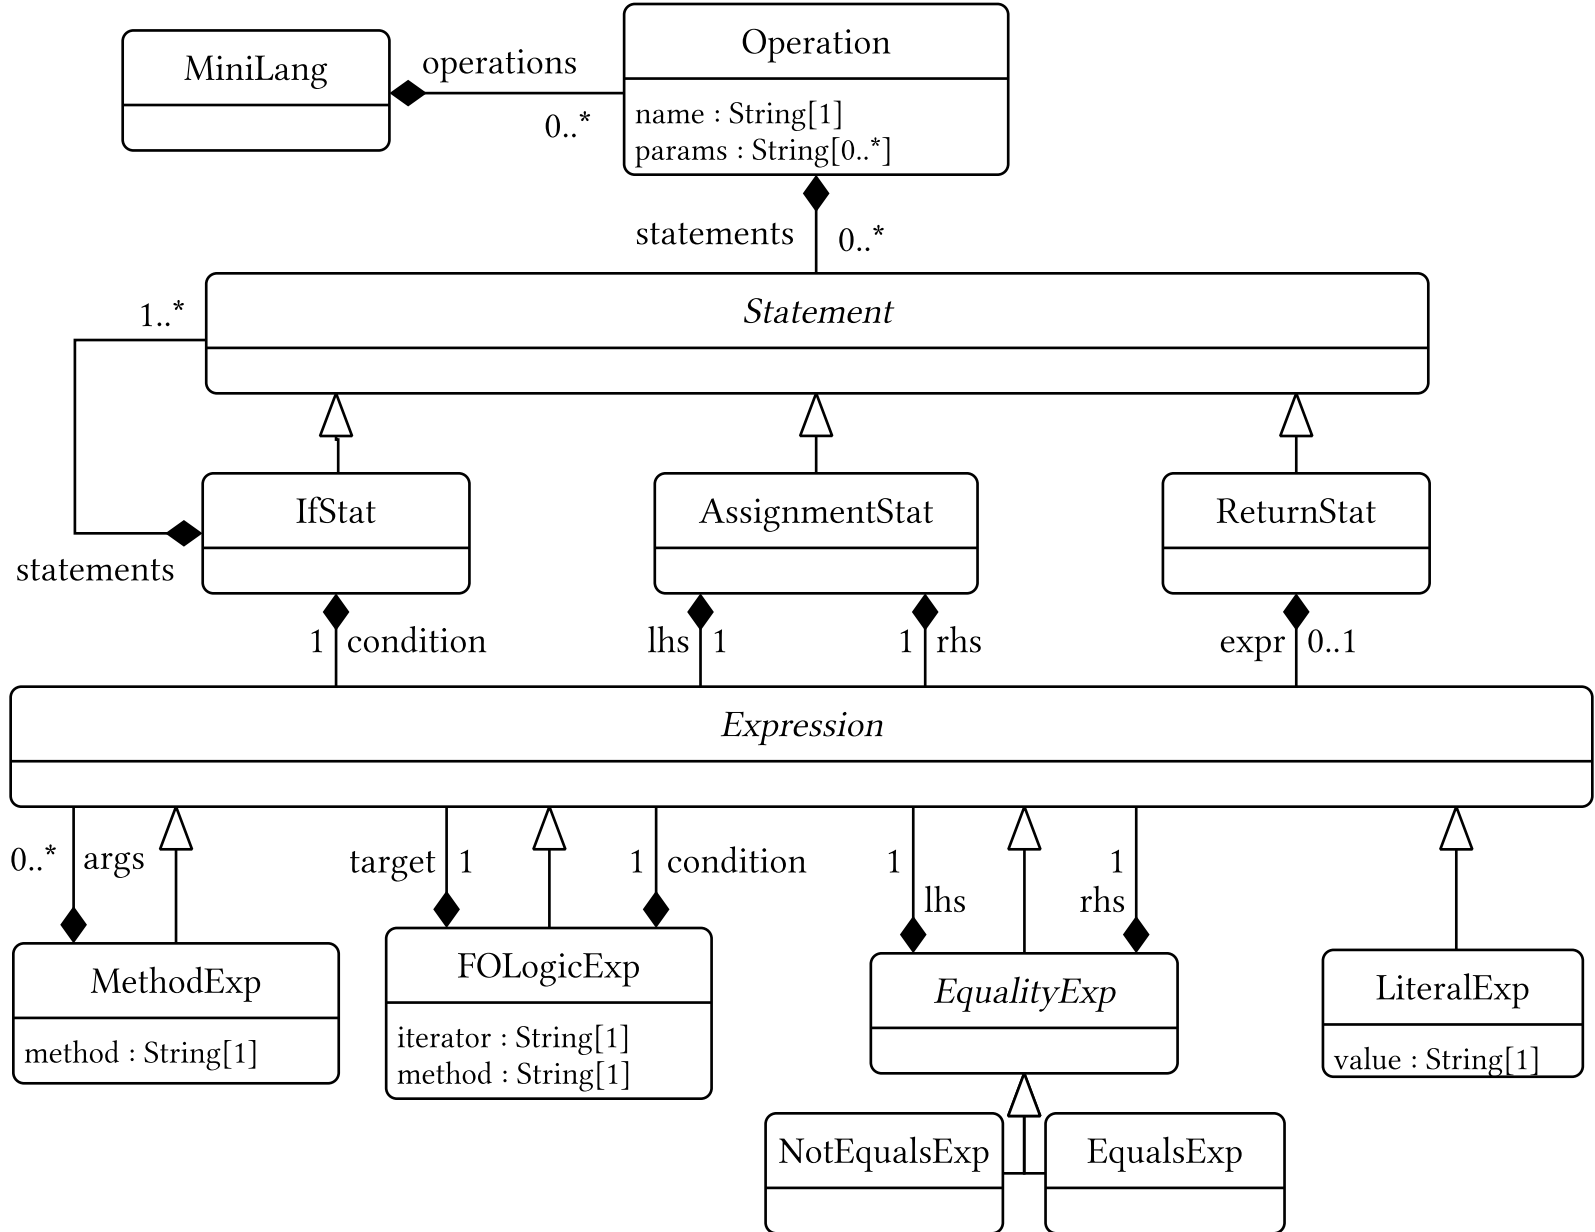 MiniLang
operations
0..*
Operation
name : String[1]
params : String[0..*]
statements 0..*
Statement
1..*
statements
IfStat
AssignmentStat
ReturnStat
1 condition
lhs 1
1 rhs
expr 0..1
Expression
0..* args
target 1
1 condition
1
lhs
1
rhs
MethodExp
method : String[1]
FOLogicExp
iterator : String[1]
method : String[1]
EqualityExp
LiteralExp
value : String[1]
NotEqualsExp
EqualsExp